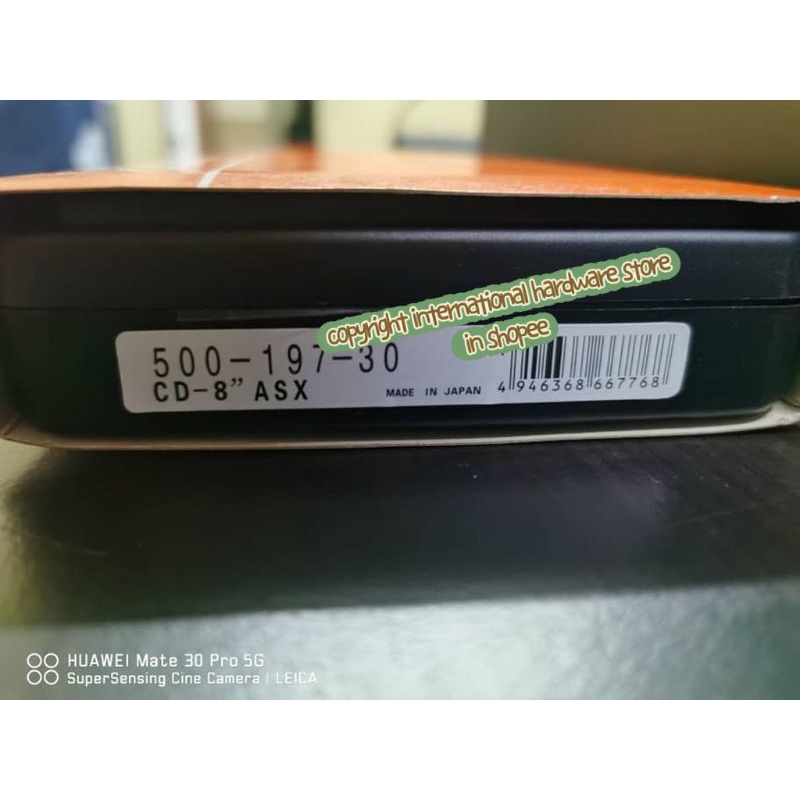 copyright international hardware store
in shopee
500-197-30
CD-8" ASX
MADE IN JAPAN
4 946368 667768
HUAWEI Mate 30 Pro 5G
SuperSensing Cine Camera | LEICA